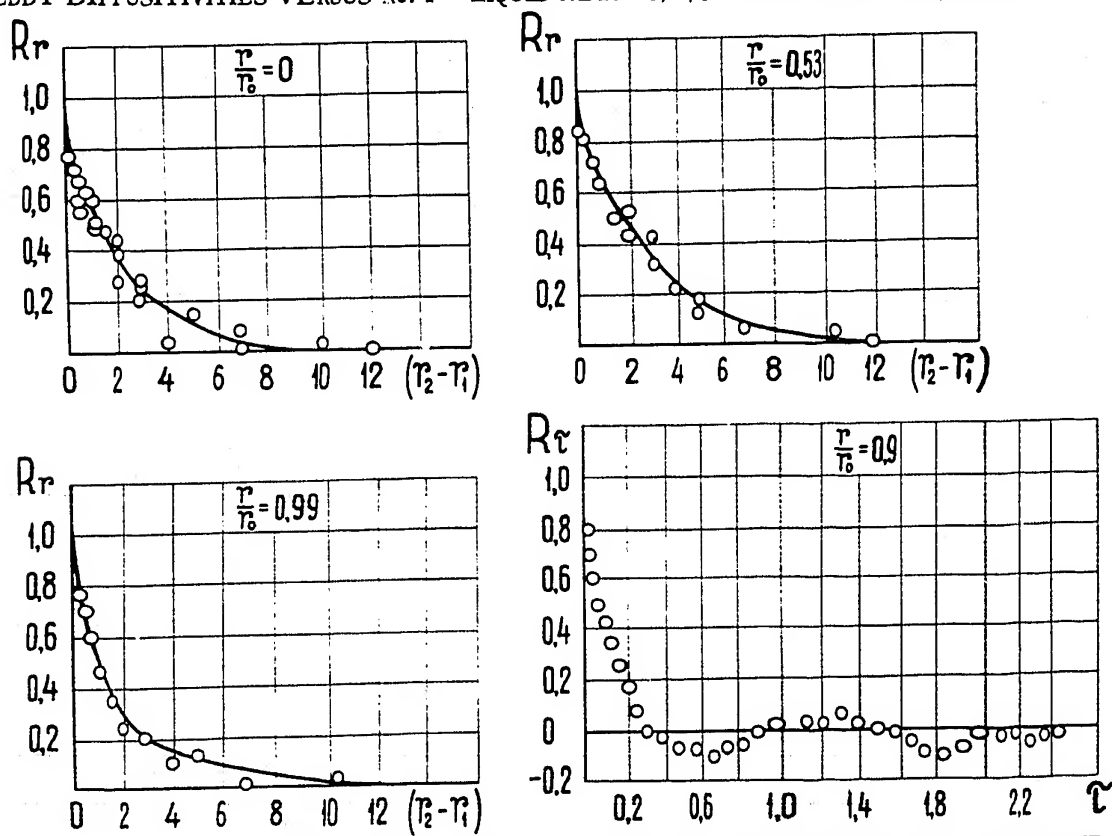 EDDY DIFFUSITIVITIES VERSUS
Rr
r/r₀ = 0
1,0
0,8
0,6
0,4
0,2
0 2 4 6 8 10 12 (r₂-r₁)
Rr
r/r₀ = 0,53
1,0
0,8
0,6
0,4
0,2
0 2 4 6 8 10 12 (r₂-r₁)
Rr
r/r₀ = 0,99
1,0
0,8
0,6
0,4
0,2
0 2 4 6 8 10 12 (r₂-r₁)
Rτ
r/r₀ = 0,9
1,0
0,8
0,6
0,4
0,2
0
-0,2
0,2 0,6 1,0 1,4 1,8 2,2 τ